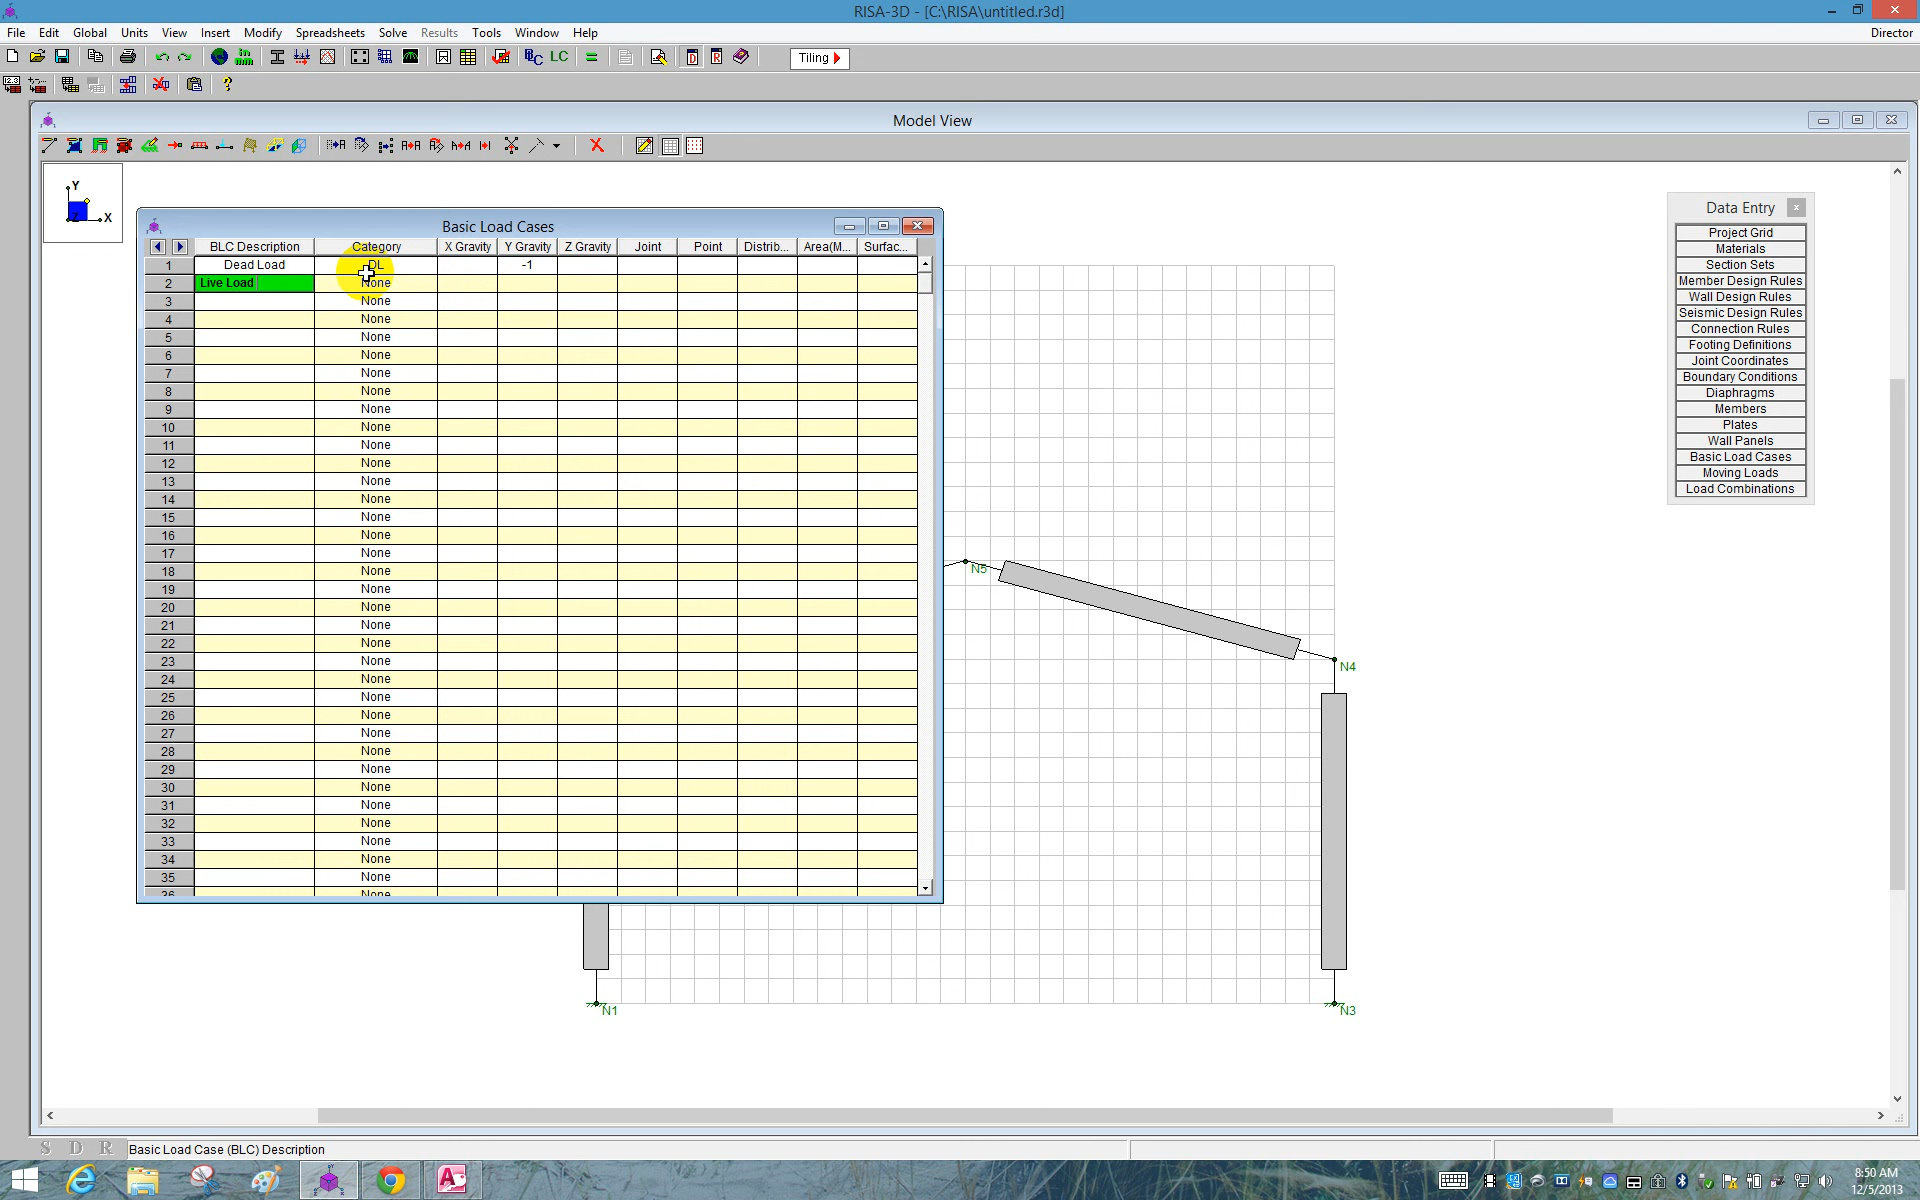 RISA-3D - [C:\RISA\untitled.r3d]
File Edit Global Units View Insert Modify Spreadsheets Solve Results Tools Window Help Director
LC Tiling
Model View
Y
X
Z
Basic Load Cases
BLC Description Category X Gravity Y Gravity Z Gravity Joint Point Distrib... Area(M... Surfac...
1 Dead Load DL -1
2 Live Load None
3 None
4 None
5 None
6 None
7 None
8 None
9 None
10 None
11 None
12 None
13 None
14 None
15 None
16 None
17 None
18 None
19 None
20 None
21 None
22 None
23 None
24 None
25 None
26 None
27 None
28 None
29 None
30 None
31 None
32 None
33 None
34 None
35 None
36 None
Data Entry
Project Grid
Materials
Section Sets
Member Design Rules
Wall Design Rules
Seismic Design Rules
Connection Rules
Footing Definitions
Joint Coordinates
Boundary Conditions
Diaphragms
Members
Plates
Wall Panels
Basic Load Cases
Moving Loads
Load Combinations
N5
N4
N1
N3
S D R Basic Load Case (BLC) Description
8:50 AM
12/5/2013